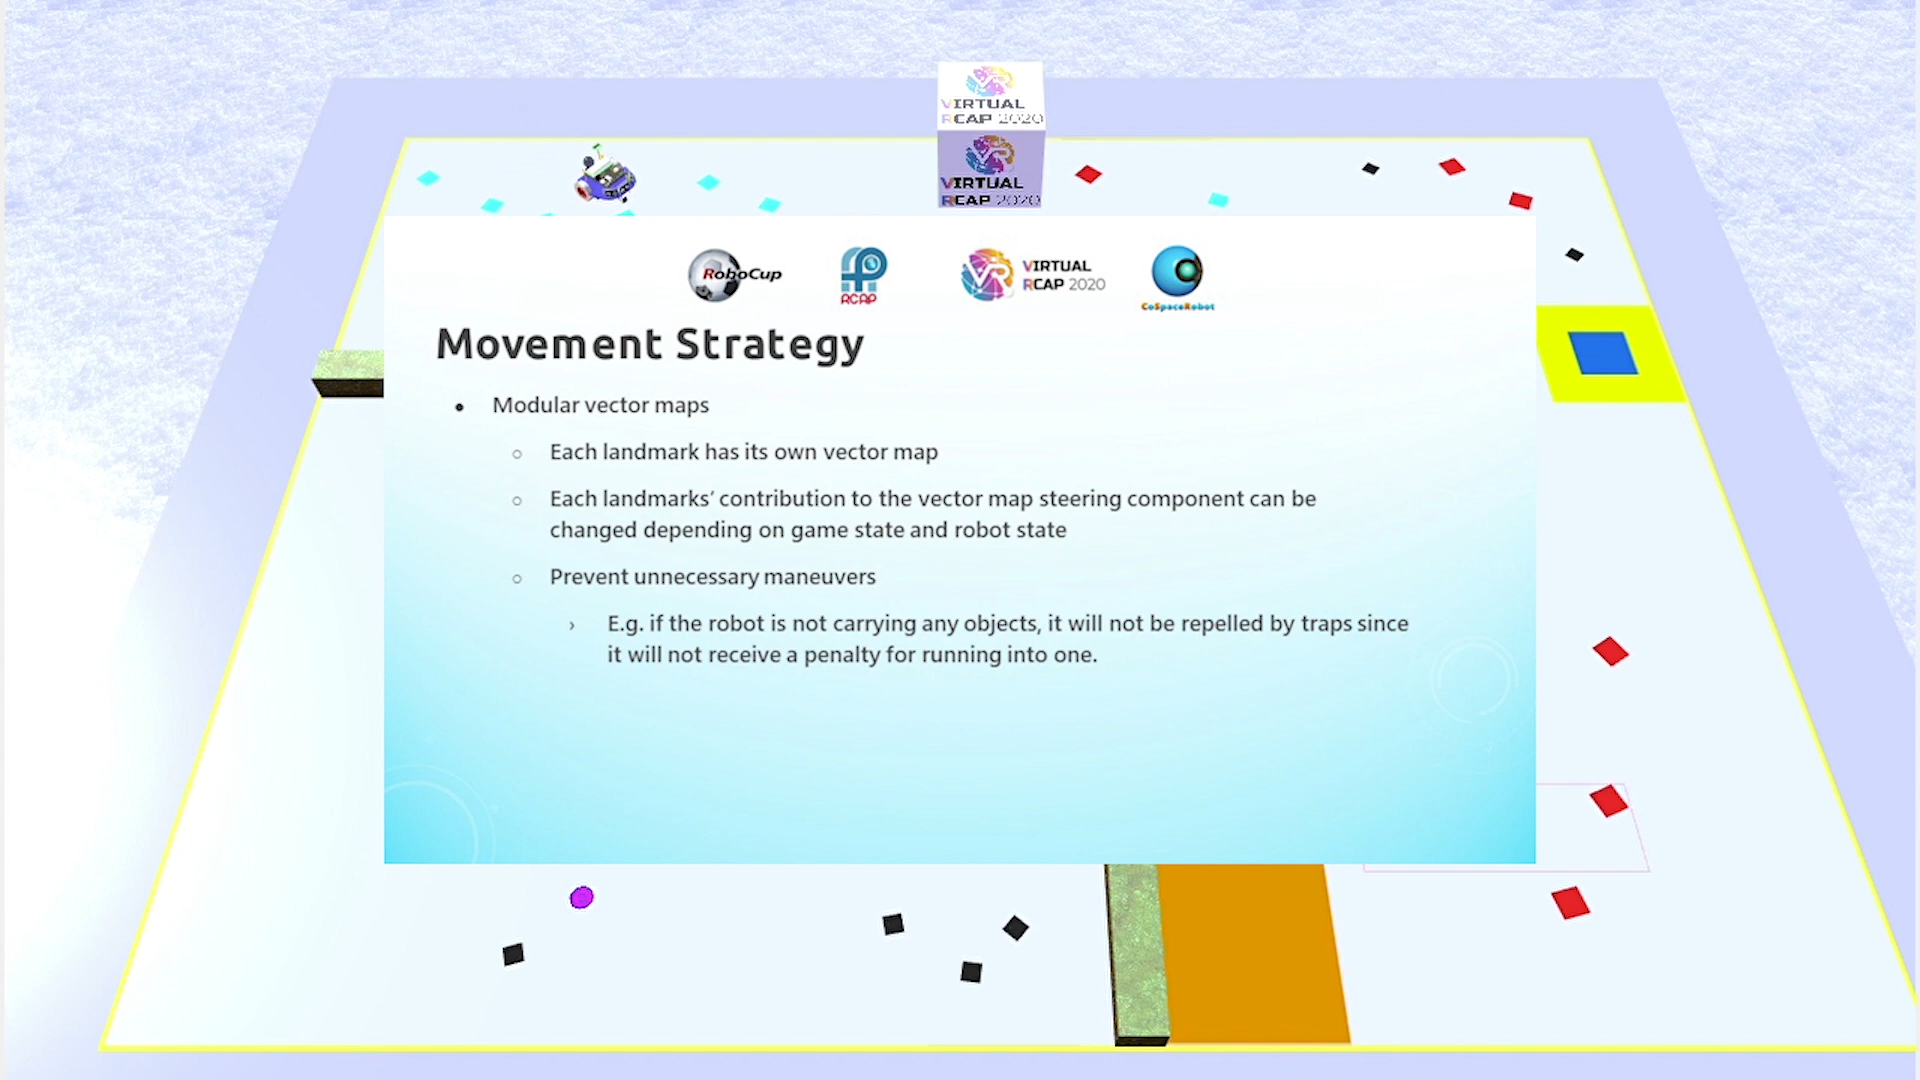 VIRTUAL
RCAP 2020
VIRTUAL
RCAP 2020
RoboCup
RCAP
VIRTUAL
RCAP 2020
CoSpaceRobot
Movement Strategy
• Modular vector maps
○ Each landmark has its own vector map
○ Each landmarks’ contribution to the vector map steering component can be
changed depending on game state and robot state
○ Prevent unnecessary maneuvers
› E.g. if the robot is not carrying any objects, it will not be repelled by traps since
it will not receive a penalty for running into one.